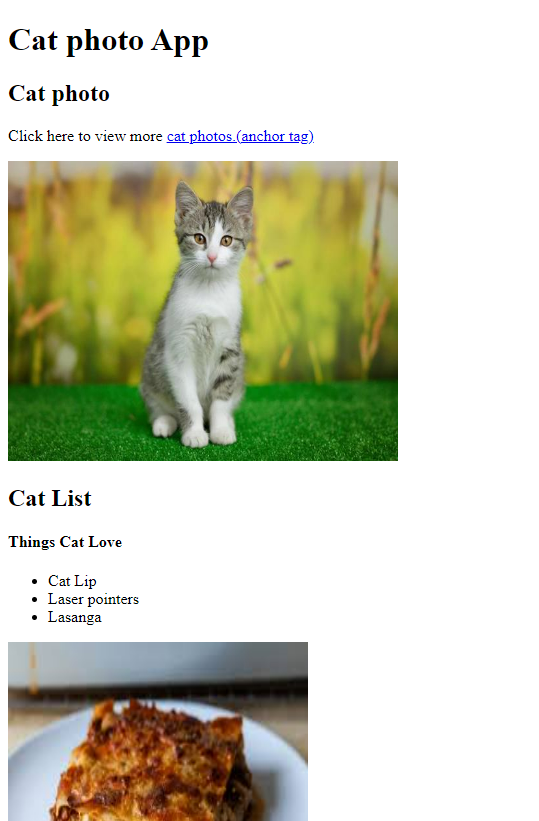 Cat photo App
Cat photo
Click here to view more cat photos.(anchor tag)
Cat List
Things Cat Love
Cat Lip
Laser pointers
Lasanga